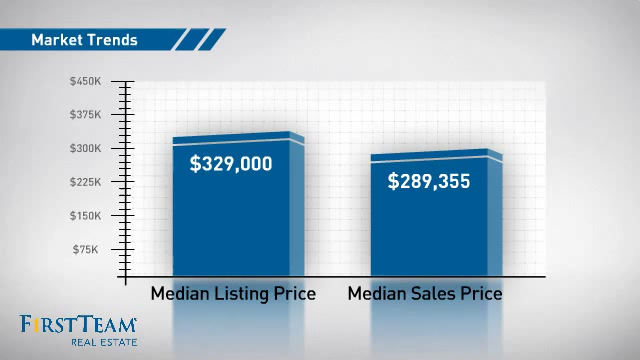 Market Trends
$450K
$375K
$300K
$225K
$150K
$75K
$329,000
$289,355
Median Listing Price
Median Sales Price
FIRSTTEAM®
REAL ESTATE